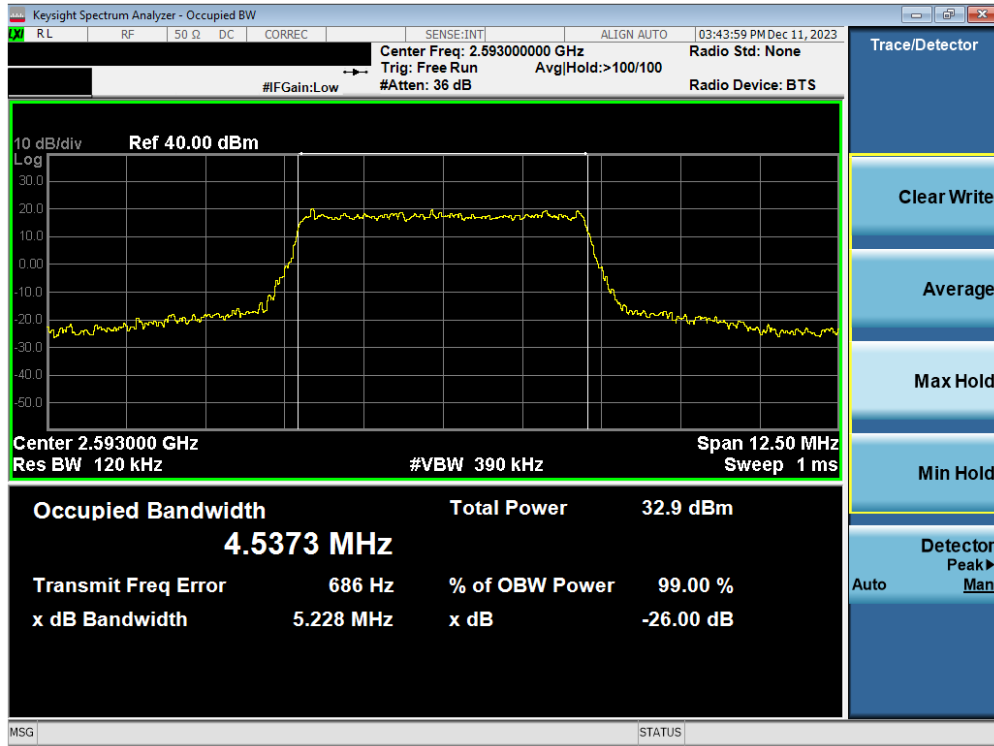 Keysight Spectrum Analyzer - Occupied BW
LXI RL RF 50 Ω DC CORREC SENSE:INT ALIGN AUTO 03:43:59 PM Dec 11, 2023
Center Freq: 2.593000000 GHz Radio Std: None
Trig: Free Run Avg|Hold:>100/100
#IFGain:Low #Atten: 36 dB Radio Device: BTS
Trace/Detector
10 dB/div Ref 40.00 dBm
Log
30.0
20.0
10.0
0.00
-10.0
-20.0
-30.0
-40.0
-50.0
Center 2.593000 GHz Span 12.50 MHz
Res BW 120 kHz #VBW 390 kHz Sweep 1 ms
Occupied Bandwidth Total Power 32.9 dBm
4.5373 MHz
Transmit Freq Error 686 Hz % of OBW Power 99.00 %
x dB Bandwidth 5.228 MHz x dB -26.00 dB
Clear Write
Average
Max Hold
Min Hold
Detector
Peak▶
Auto Man
MSG STATUS